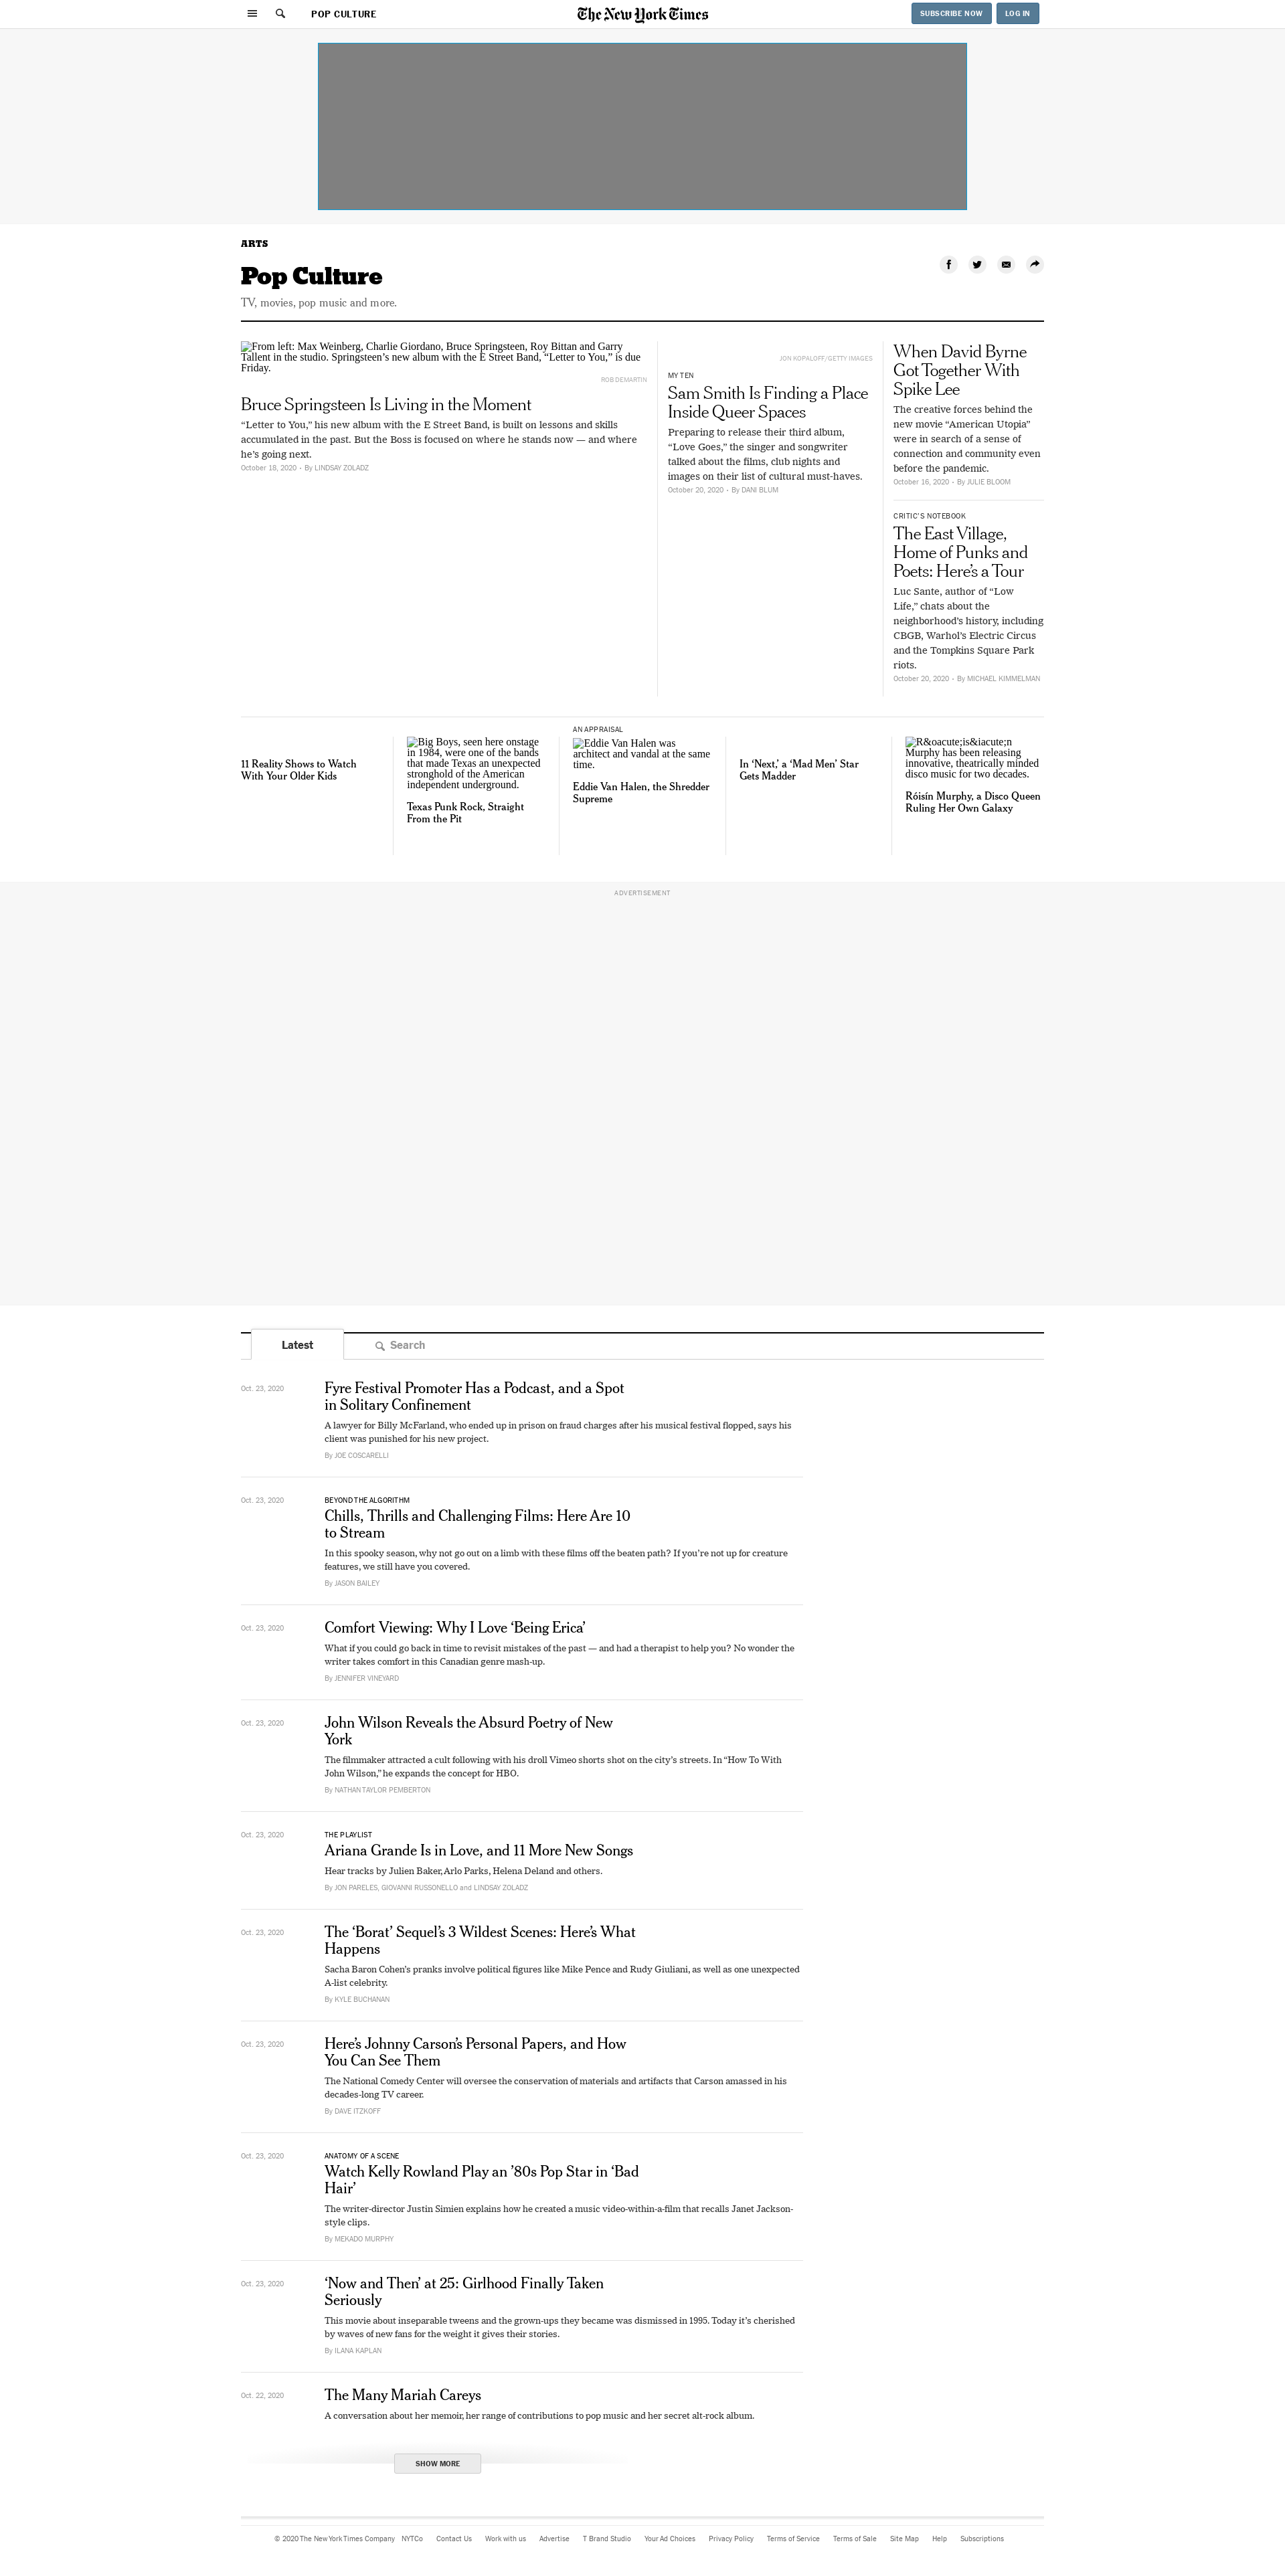 POP CULTURE
The New York Times
SUBSCRIBE NOW
LOG IN
ARTS
Pop Culture
TV, movies, pop music and more.
From left: Max Weinberg, Charlie Giordano, Bruce Springsteen, Roy Bittan and Garry
Tallent in the studio. Springsteen’s new album with the E Street Band, “Letter to You,” is due
Friday.
ROB DEMARTIN
Bruce Springsteen Is Living in the Moment
“Letter to You,” his new album with the E Street Band, is built on lessons and skills
accumulated in the past. But the Boss is focused on where he stands now — and where
he’s going next.
October 18, 2020 • By LINDSAY ZOLADZ
JON KOPALOFF/GETTY IMAGES
MY TEN
Sam Smith Is Finding a Place
Inside Queer Spaces
Preparing to release their third album,
“Love Goes,” the singer and songwriter
talked about the films, club nights and
images on their list of cultural must-haves.
October 20, 2020 • By DANI BLUM
When David Byrne
Got Together With
Spike Lee
The creative forces behind the
new movie “American Utopia”
were in search of a sense of
connection and community even
before the pandemic.
October 16, 2020 • By JULIE BLOOM
CRITIC’S NOTEBOOK
The East Village,
Home of Punks and
Poets: Here’s a Tour
Luc Sante, author of “Low
Life,” chats about the
neighborhood’s history, including
CBGB, Warhol’s Electric Circus
and the Tompkins Square Park
riots.
October 20, 2020 • By MICHAEL KIMMELMAN
11 Reality Shows to Watch
With Your Older Kids
Big Boys, seen here onstage
in 1984, were one of the bands
that made Texas an unexpected
stronghold of the American
independent underground.
Texas Punk Rock, Straight
From the Pit
AN APPRAISAL
Eddie Van Halen was
architect and vandal at the same
time.
Eddie Van Halen, the Shredder
Supreme
In ‘Next,’ a ‘Mad Men’ Star
Gets Madder
R&oacute;is&iacute;n
Murphy has been releasing
innovative, theatrically minded
disco music for two decades.
Róisín Murphy, a Disco Queen
Ruling Her Own Galaxy
ADVERTISEMENT
Latest
Search
Oct. 23, 2020
Fyre Festival Promoter Has a Podcast, and a Spot
in Solitary Confinement
A lawyer for Billy McFarland, who ended up in prison on fraud charges after his musical festival flopped, says his
client was punished for his new project.
By JOE COSCARELLI
Oct. 23, 2020
BEYOND THE ALGORITHM
Chills, Thrills and Challenging Films: Here Are 10
to Stream
In this spooky season, why not go out on a limb with these films off the beaten path? If you’re not up for creature
features, we still have you covered.
By JASON BAILEY
Oct. 23, 2020
Comfort Viewing: Why I Love ‘Being Erica’
What if you could go back in time to revisit mistakes of the past — and had a therapist to help you? No wonder the
writer takes comfort in this Canadian genre mash-up.
By JENNIFER VINEYARD
Oct. 23, 2020
John Wilson Reveals the Absurd Poetry of New
York
The filmmaker attracted a cult following with his droll Vimeo shorts shot on the city’s streets. In “How To With
John Wilson,” he expands the concept for HBO.
By NATHAN TAYLOR PEMBERTON
Oct. 23, 2020
THE PLAYLIST
Ariana Grande Is in Love, and 11 More New Songs
Hear tracks by Julien Baker, Arlo Parks, Helena Deland and others.
By JON PARELES, GIOVANNI RUSSONELLO and LINDSAY ZOLADZ
Oct. 23, 2020
The ‘Borat’ Sequel’s 3 Wildest Scenes: Here’s What
Happens
Sacha Baron Cohen’s pranks involve political figures like Mike Pence and Rudy Giuliani, as well as one unexpected
A-list celebrity.
By KYLE BUCHANAN
Oct. 23, 2020
Here’s Johnny Carson’s Personal Papers, and How
You Can See Them
The National Comedy Center will oversee the conservation of materials and artifacts that Carson amassed in his
decades-long TV career.
By DAVE ITZKOFF
Oct. 23, 2020
ANATOMY OF A SCENE
Watch Kelly Rowland Play an ’80s Pop Star in ‘Bad
Hair’
The writer-director Justin Simien explains how he created a music video-within-a-film that recalls Janet Jackson-
style clips.
By MEKADO MURPHY
Oct. 23, 2020
‘Now and Then’ at 25: Girlhood Finally Taken
Seriously
This movie about inseparable tweens and the grown-ups they became was dismissed in 1995. Today it’s cherished
by waves of new fans for the weight it gives their stories.
By ILANA KAPLAN
Oct. 22, 2020
The Many Mariah Careys
A conversation about her memoir, her range of contributions to pop music and her secret alt-rock album.
SHOW MORE
© 2020 The New York Times Company NYTCo Contact Us Work with us Advertise T Brand Studio Your Ad Choices Privacy Policy Terms of Service Terms of Sale Site Map Help Subscriptions